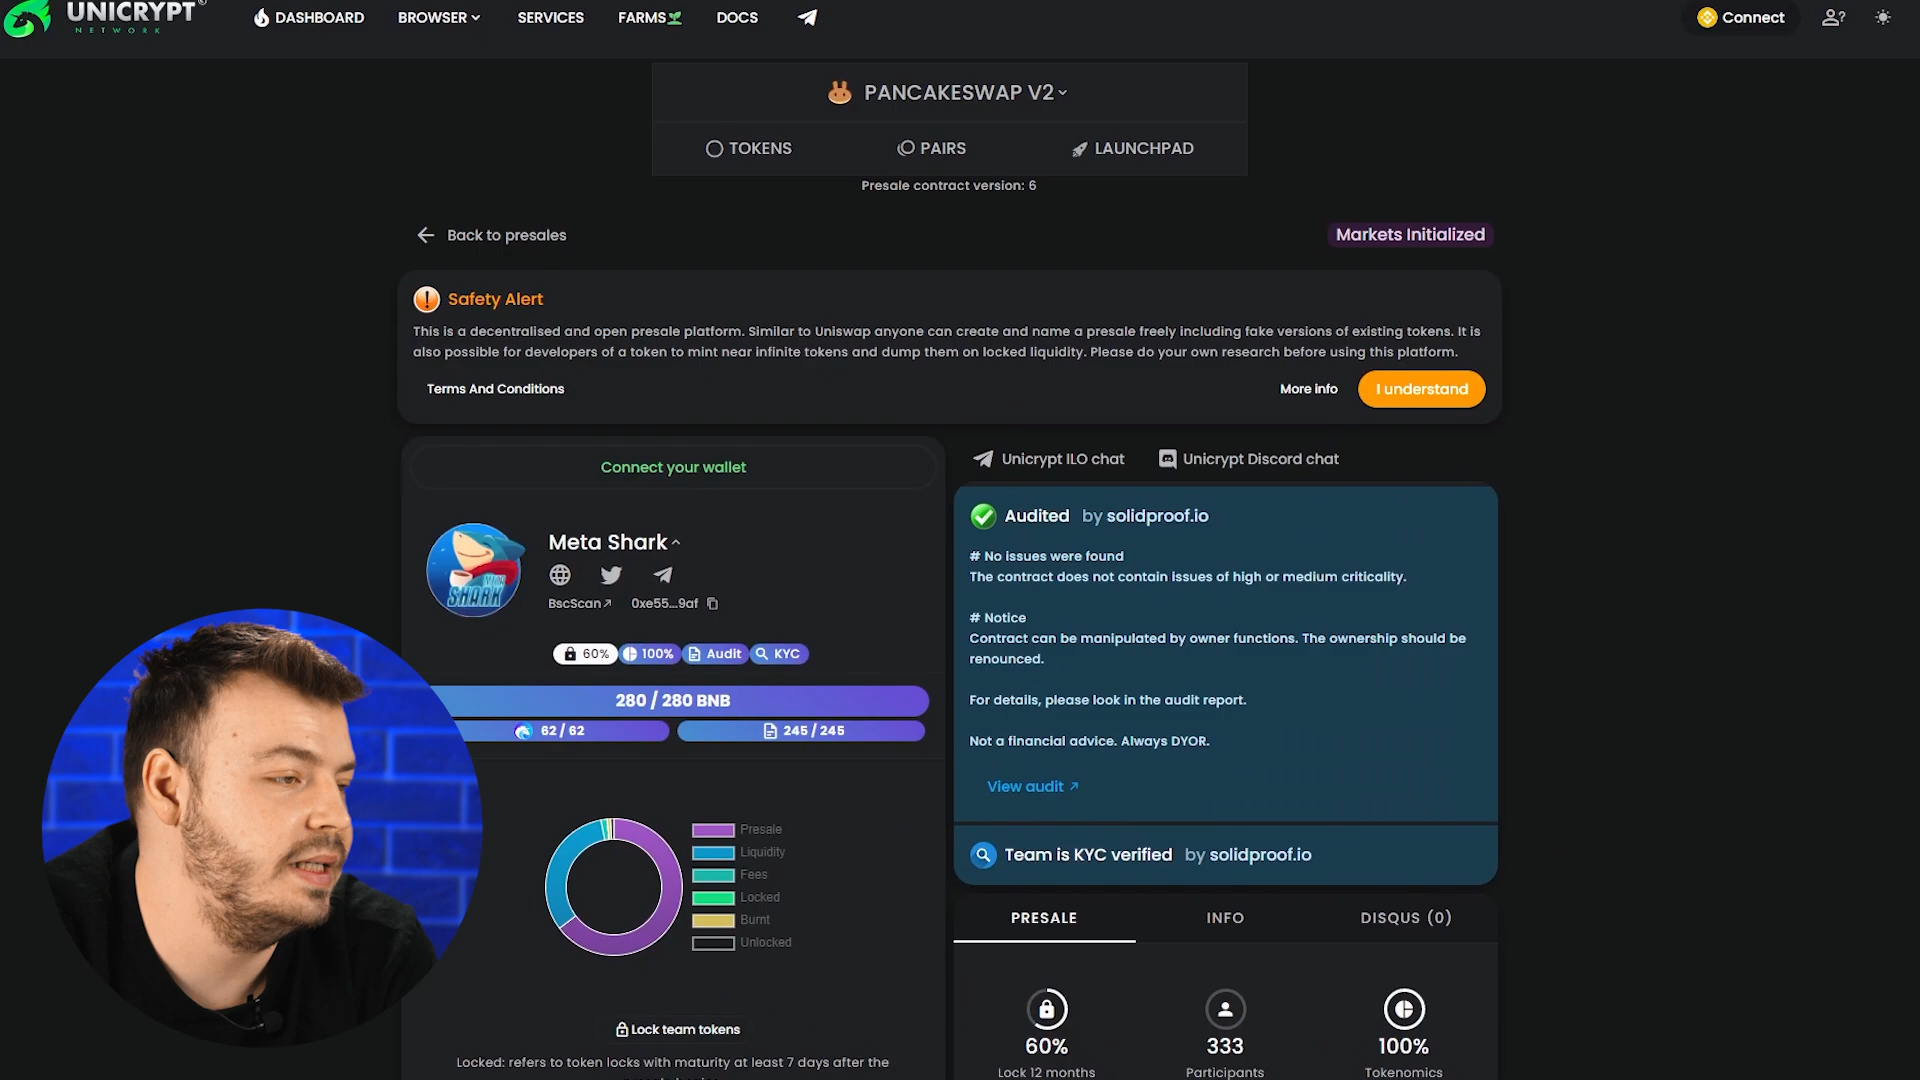 UNICRYPT
NETWORK
DASHBOARD
BROWSER
SERVICES
FARMS
DOCS
Connect
PANCAKESWAP V2
TOKENS
PAIRS
LAUNCHPAD
Presale contract version: 6
Back to presales
Markets Initialized
Safety Alert
This is a decentralised and open presale platform. Similar to Uniswap anyone can create and name a presale freely including fake versions of existing tokens. It is
also possible for developers of a token to mint near infinite tokens and dump them on locked liquidity. Please do your own research before using this platform.
Terms And Conditions
More info
I understand
Connect your wallet
Meta Shark
BscScan
0xe55...9af
SHARK
60%
100%
Audit
KYC
280 / 280 BNB
62 / 62
245 / 245
Presale
Liquidity
Fees
Locked
Burnt
Unlocked
Lock team tokens
Locked: refers to token locks with maturity at least 7 days after the
Unicrypt ILO chat
Unicrypt Discord chat
Audited by solidproof.io
# No issues were found
The contract does not contain issues of high or medium criticality.
# Notice
Contract can be manipulated by owner functions. The ownership should be
renounced.
For details, please look in the audit report.
Not a financial advice. Always DYOR.
View audit
Team is KYC verified by solidproof.io
PRESALE
INFO
DISQUS (0)
60%
333
100%
Lock 12 months
Participants
Tokenomics